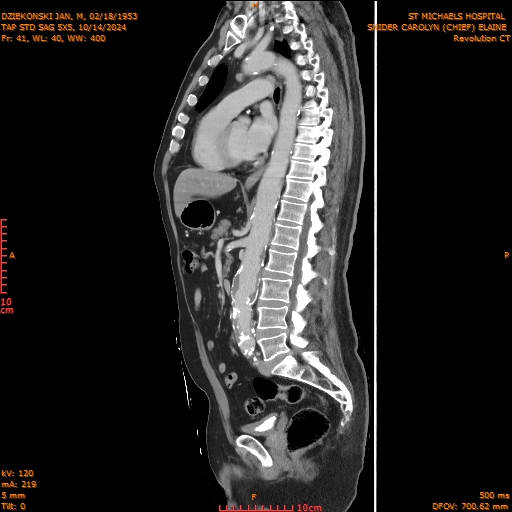 DZIEKONSKI JAN, M, 02/18/1953
TAP STD SAG 5X5, 10/14/2024
Fr: 41, WL: 40, WW: 400
ST MICHAELS HOSPITAL
SNIDER CAROLYN (CHIEF) ELAINE
Revolution CT
A
P
10
cm
kV: 120
mA: 219
5 mm
Tilt: 0
F
10cm
500 ms
DFOV: 700.62 mm